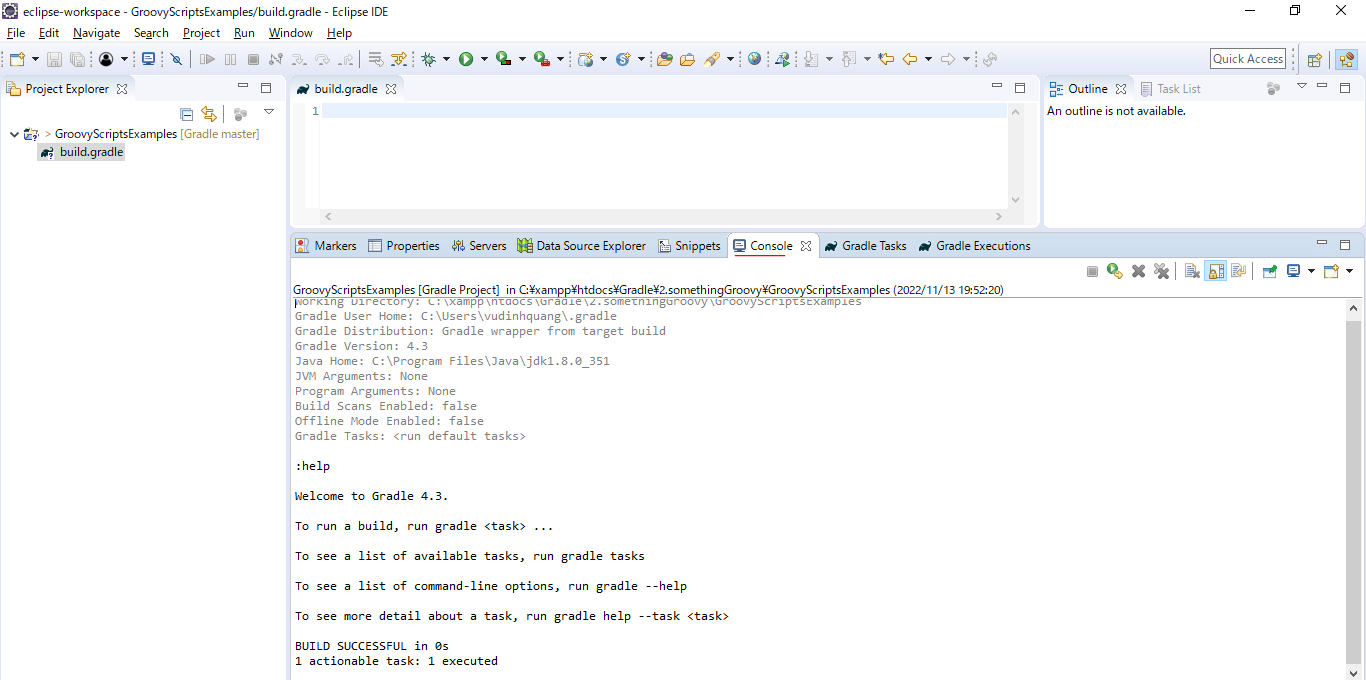 eclipse-workspace - GroovyScriptsExamples/build.gradle - Eclipse IDE
File Edit Navigate Search Project Run Window Help
Quick Access
Project Explorer
> GroovyScriptsExamples [Gradle master]
build.gradle
build.gradle
1
Outline Task List
An outline is not available.
Markers Properties Servers Data Source Explorer Snippets Console Gradle Tasks Gradle Executions
GroovyScriptsExamples [Gradle Project] in C:¥xampp¥htdocs¥Gradle¥2.somethingGroovy¥GroovyScriptsExamples (2022/11/13 19:52:20)
Working Directory: C:\xampp\htdocs\Gradle\2.somethingGroovy\GroovyScriptsExamples
Gradle User Home: C:\Users\vudinhquang\.gradle
Gradle Distribution: Gradle wrapper from target build
Gradle Version: 4.3
Java Home: C:\Program Files\Java\jdk1.8.0_351
JVM Arguments: None
Program Arguments: None
Build Scans Enabled: false
Offline Mode Enabled: false
Gradle Tasks: <run default tasks>
:help
Welcome to Gradle 4.3.
To run a build, run gradle <task> ...
To see a list of available tasks, run gradle tasks
To see a list of command-line options, run gradle --help
To see more detail about a task, run gradle help --task <task>
BUILD SUCCESSFUL in 0s
1 actionable task: 1 executed